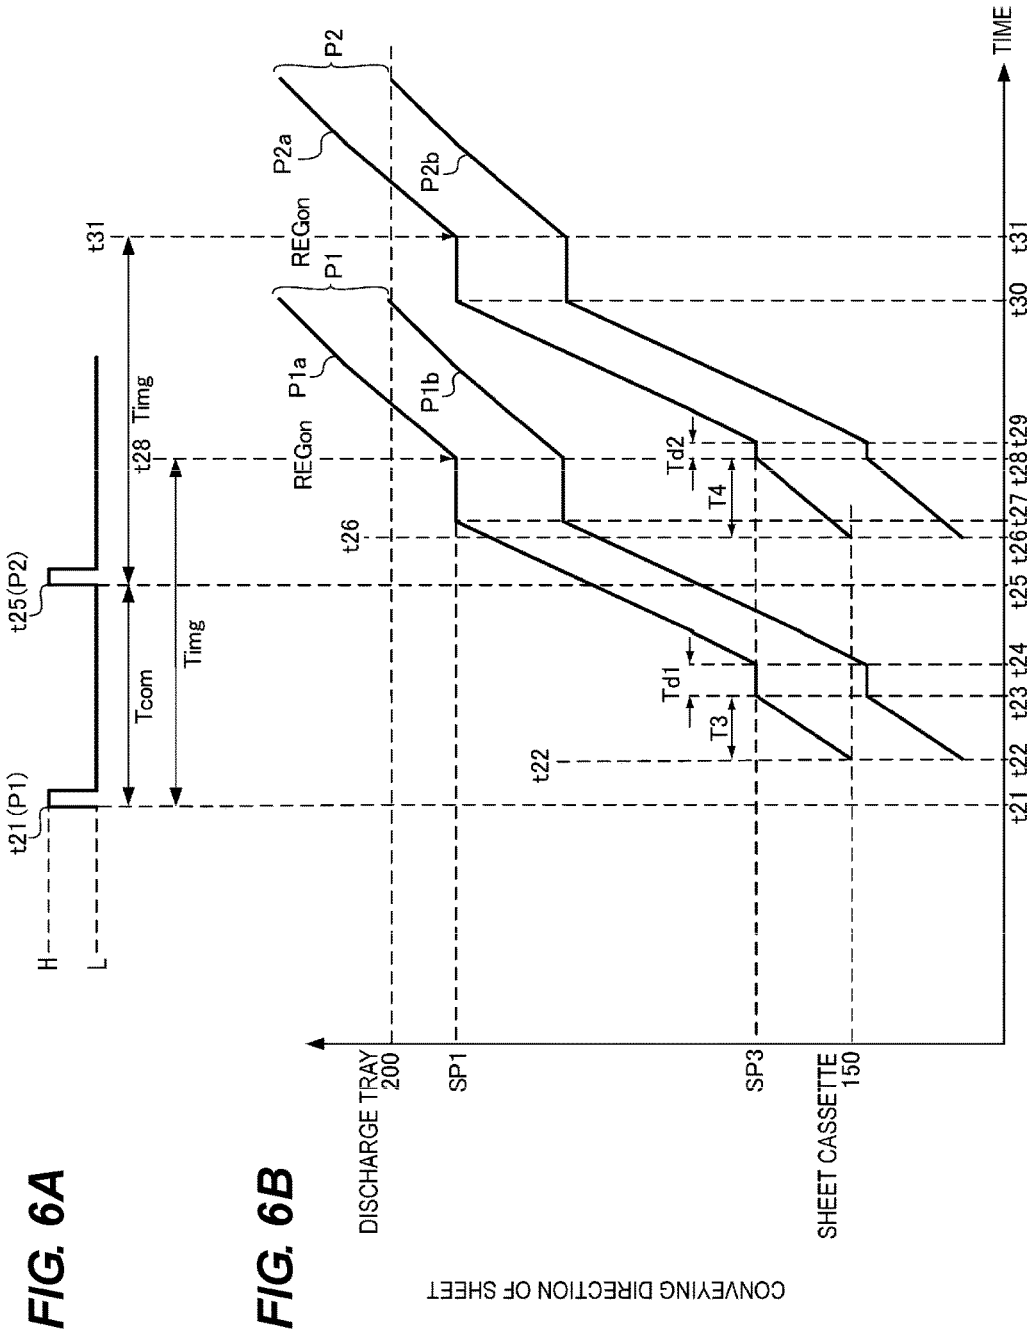 FIG. 6A
H
L
t21(P1)
t25(P2)
Tcom
Timg
t28
Timg
t31
FIG. 6B
CONVEYING DIRECTION OF SHEET
DISCHARGE TRAY
200
SP1
SP3
SHEET CASSETTE
150
t22
T3
Td1
t26
T4
Td2
REGon
P1a
P1b
P1
REGon
P2a
P2b
P2
t21
t22
t23
t24
t25
t26
t27
t28
t29
t30
t31
TIME